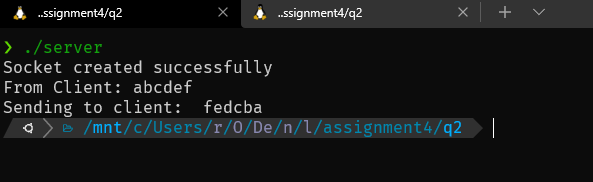 ..ssignment4/q2 ..ssignment4/q2
❯ ./server
Socket created successfully
From Client: abcdef
Sending to client:  fedcba
/mnt/c/Users/r/O/De/n/l/assignment4/q2